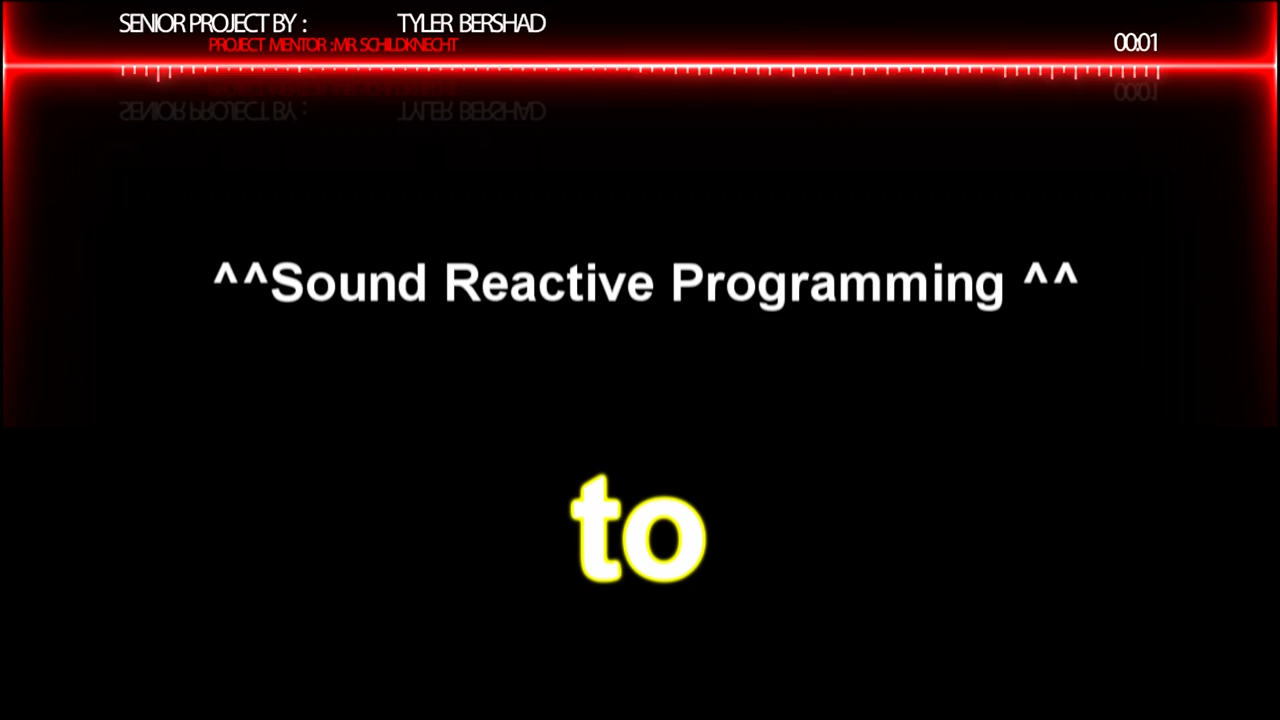 SENIOR PROJECT BY : TYLER BERSHAD
PROJECT MENTOR : MR. SCHILDKNECHT
00:01
^^Sound Reactive Programming ^^
to